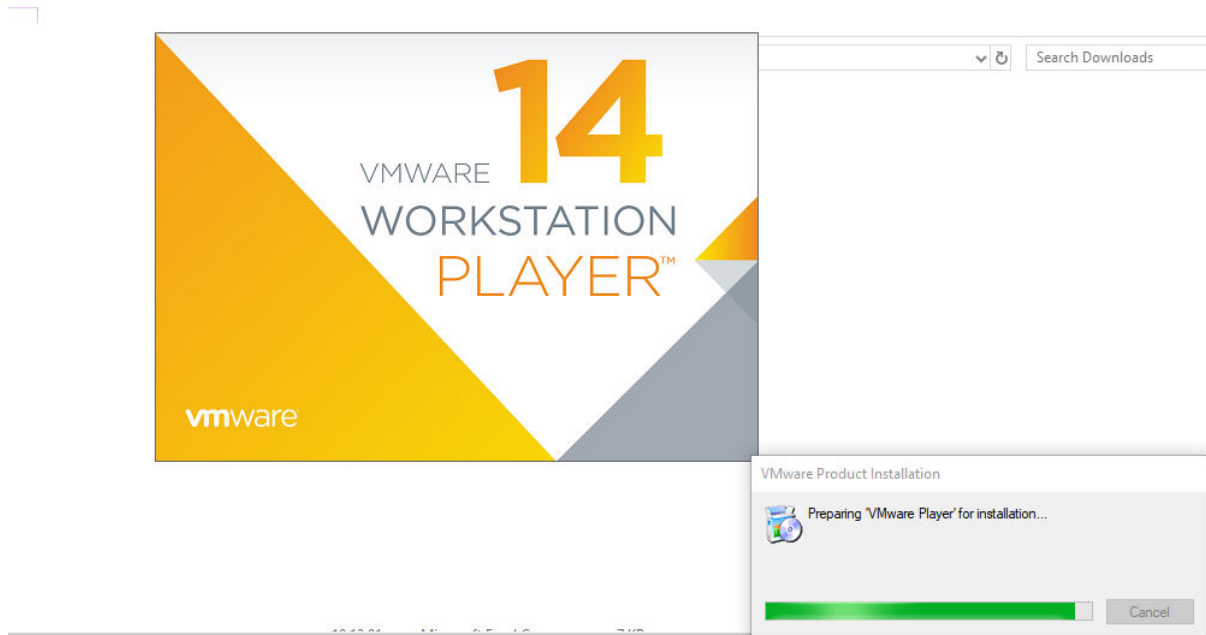 Search Downloads
14
VMWARE
WORKSTATION
PLAYER™
vmware
VMware Product Installation
Preparing 'VMware Player' for installation...
Cancel